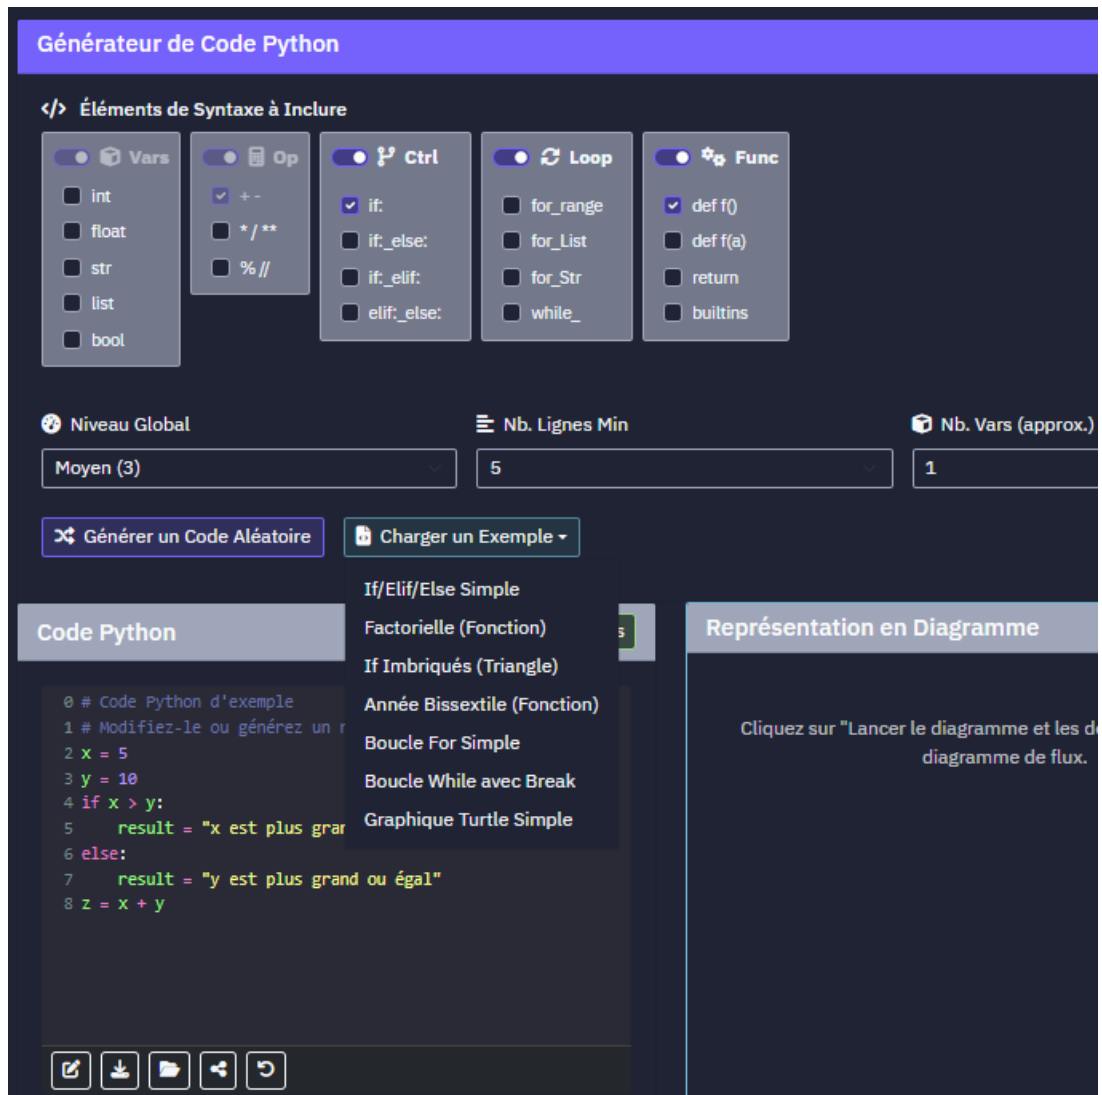 Générateur de Code Python
</> Éléments de Syntaxe à Inclure
Vars
int
float
str
list
bool
Op
+ -
* / **
% //
Ctrl
if:
if:_else:
if:_elif:
elif:_else:
Loop
for_range
for_List
for_Str
while_
Func
def f()
def f(a)
return
builtins
Niveau Global
Moyen (3)
Nb. Lignes Min
5
Nb. Vars (approx.)
1
Générer un Code Aléatoire
Charger un Exemple
If/Elif/Else Simple
Factorielle (Fonction)
If Imbriqués (Triangle)
Année Bissextile (Fonction)
Boucle For Simple
Boucle While avec Break
Graphique Turtle Simple
Code Python
s
0 # Code Python d'exemple
1 # Modifiez-le ou générez un
2 x = 5
3 y = 10
4 if x > y:
5 result = "x est plus gran
6 else:
7 result = "y est plus grand ou égal"
8 z = x + y
Représentation en Diagramme
Cliquez sur "Lancer le diagramme et les d
diagramme de flux.